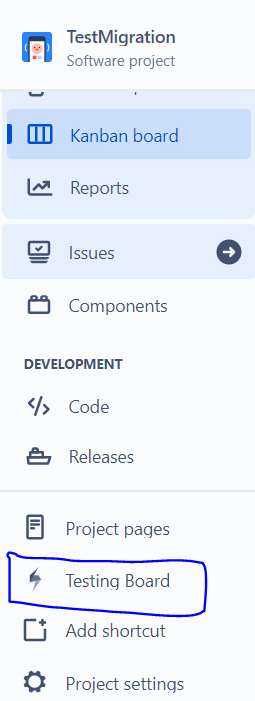 TestMigration
Software project
Kanban board
Reports
Issues
Components
DEVELOPMENT
Code
Releases
Project pages
Testing Board
Add shortcut
Project settings